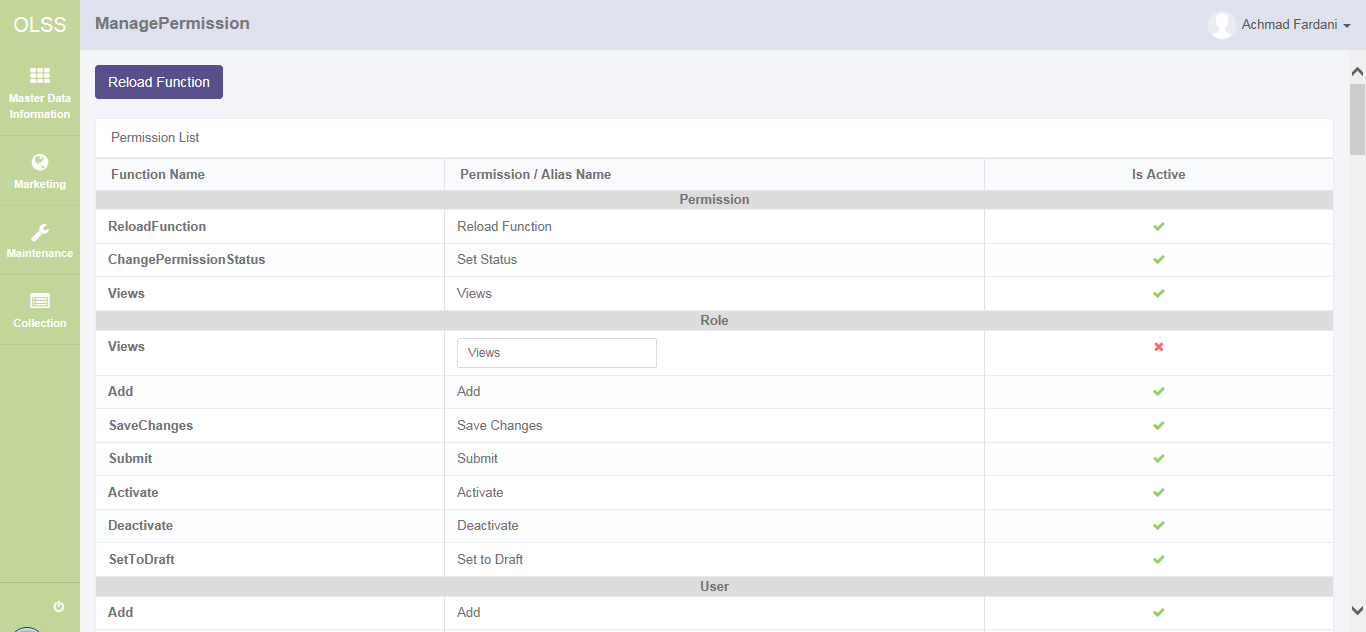 OLSS
ManagePermission
Achmad Fardani
Master Data
Information
Marketing
Maintenance
Collection
Reload Function
Permission List
Function Name Permission / Alias Name Is Active
Permission
ReloadFunction Reload Function
ChangePermissionStatus Set Status
Views Views
Role
Views Views
Add Add
SaveChanges Save Changes
Submit Submit
Activate Activate
Deactivate Deactivate
SetToDraft Set to Draft
User
Add Add